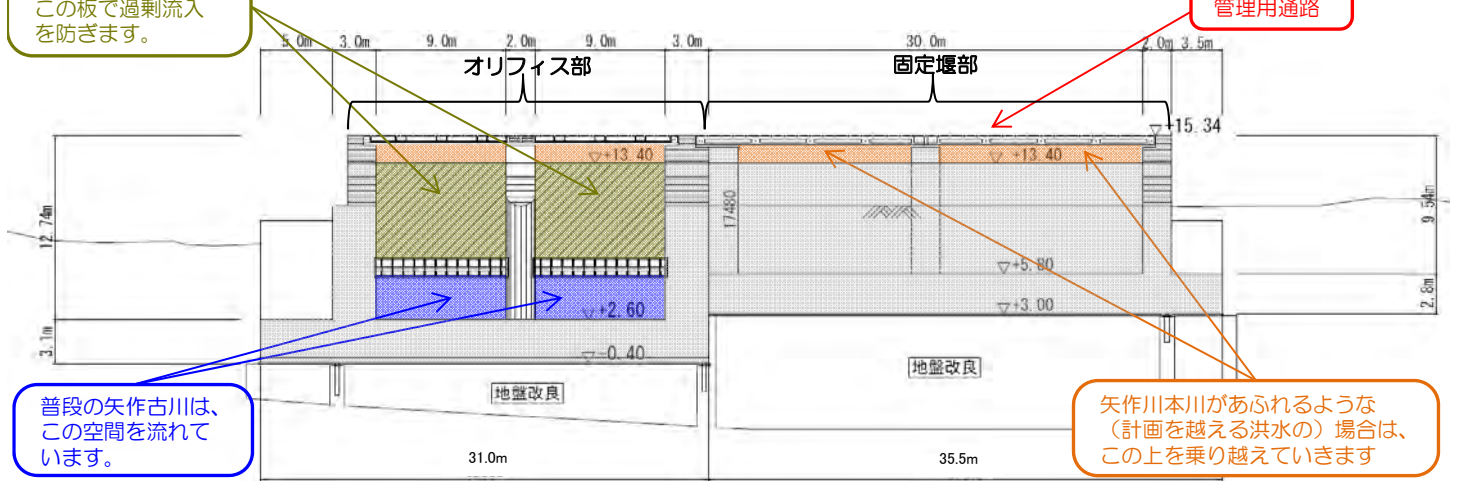 この板で過剰流入
を防ぎます。
管理用通路
5.0m
3.0m
9.0m
2.0m
9.0m
3.0m
30.0m
2.0m
3.5m
オリフィス部
固定堰部
▽+15.34
▽+13.40
▽ +13.40
12.74m
17480
9.54m
▽+5.80
▽+2.60
▽+3.00
2.8m
3.1m
▽-0.40
地盤改良
地盤改良
普段の矢作古川は、
この空間を流れて
います。
矢作川本川があふれるような
(計画を越える洪水の)場合は、
この上を乗り越えていきます
31.0m
35.5m